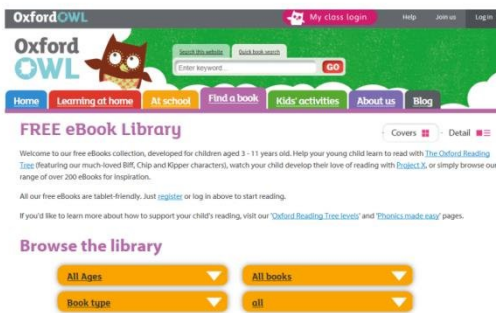 OxfordOWL My class login Help Join us Log in
Oxford
OWL
Search this website Quick book search
Enter keyword... GO
Home Learning at home At school Find a book Kids' activities About us Blog
FREE eBook Library Covers Detail
Welcome to our free eBooks collection, developed for children aged 3 - 11 years old. Help your young child learn to read with The Oxford Reading
Tree (featuring our much-loved Biff, Chip and Kipper characters), watch your child develop their love of reading with Project X, or simply browse our
range of over 200 eBooks for inspiration.
All our free eBooks are tablet-friendly. Just register or log in above to start reading.
If you'd like to learn more about how to support your child's reading, visit our 'Oxford Reading Tree levels' and 'Phonics made easy' pages.
Browse the library
All Ages All books
Book type all